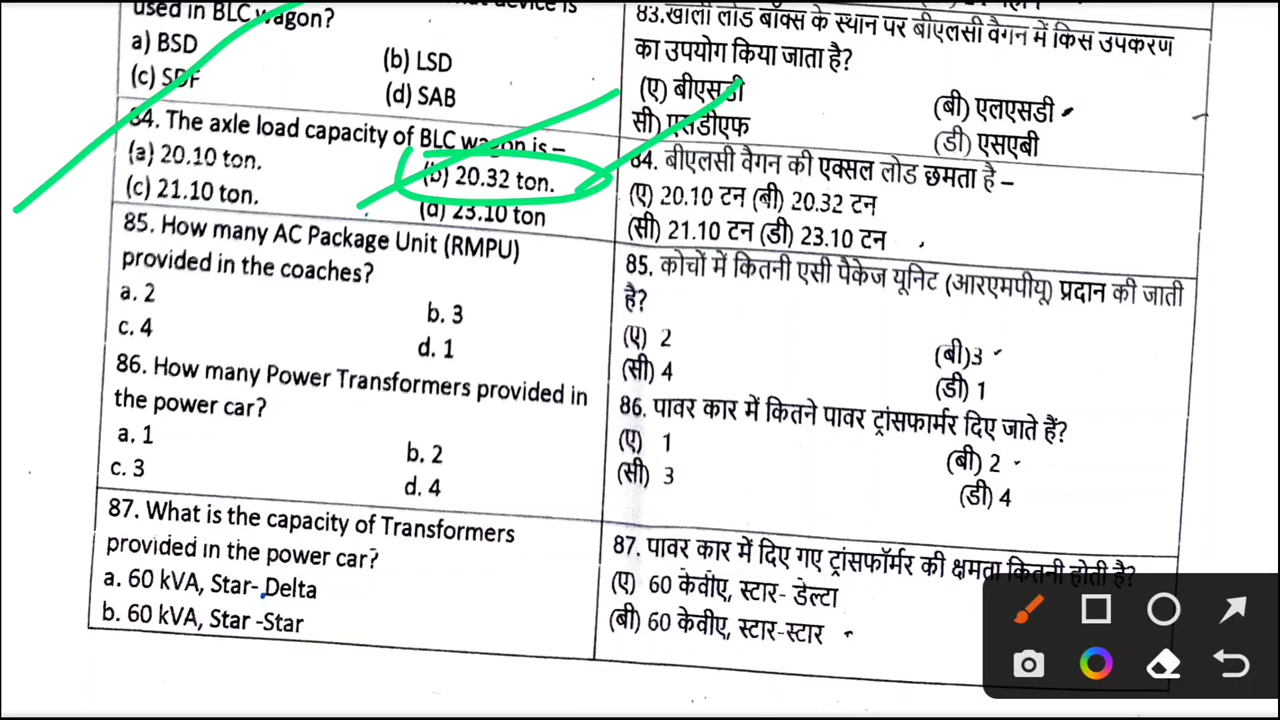 used in BLC wagon?
a) BSD
(b) LSD
(c) SDF
(d) SAB
84. The axle load capacity of BLC wagon is –
(a) 20.10 ton.
(b) 20.32 ton.
(c) 21.10 ton.
(d) 23.10 ton
85. How many AC Package Unit (RMPU)
provided in the coaches?
a. 2
b. 3
c. 4
d. 1
86. How many Power Transformers provided in
the power car?
a. 1
b. 2
c. 3
d. 4
87. What is the capacity of Transformers
provided in the power car?
a. 60 kVA, Star- Delta
b. 60 kVA, Star -Star
83.खाली लोड बॉक्स के स्थान पर बीएलसी वैगन में किस उपकरण
का उपयोग किया जाता है?
(ए) बीएसडी
(बी) एलएसडी
सी) एसडीएफ
(डी) एसएबी
84. बीएलसी वैगन की एक्सल लोड छमता है –
(ए) 20.10 टन (बी) 20.32 टन
(सी) 21.10 टन (डी) 23.10 टन
85. कोचों में कितनी एसी पैकेज यूनिट (आरएमपीयू) प्रदान की जाती
है?
(ए) 2
(बी)3
(सी) 4
(डी) 1
86. पावर कार में कितने पावर ट्रांसफार्मर दिए जाते हैं?
(ए) 1
(बी) 2
(सी) 3
(डी) 4
87. पावर कार में दिए गए ट्रांसफॉर्मर की क्षमता कितनी होती है?
(ए) 60 केवीए, स्टार- डेल्टा
(बी) 60 केवीए, स्टार-स्टार